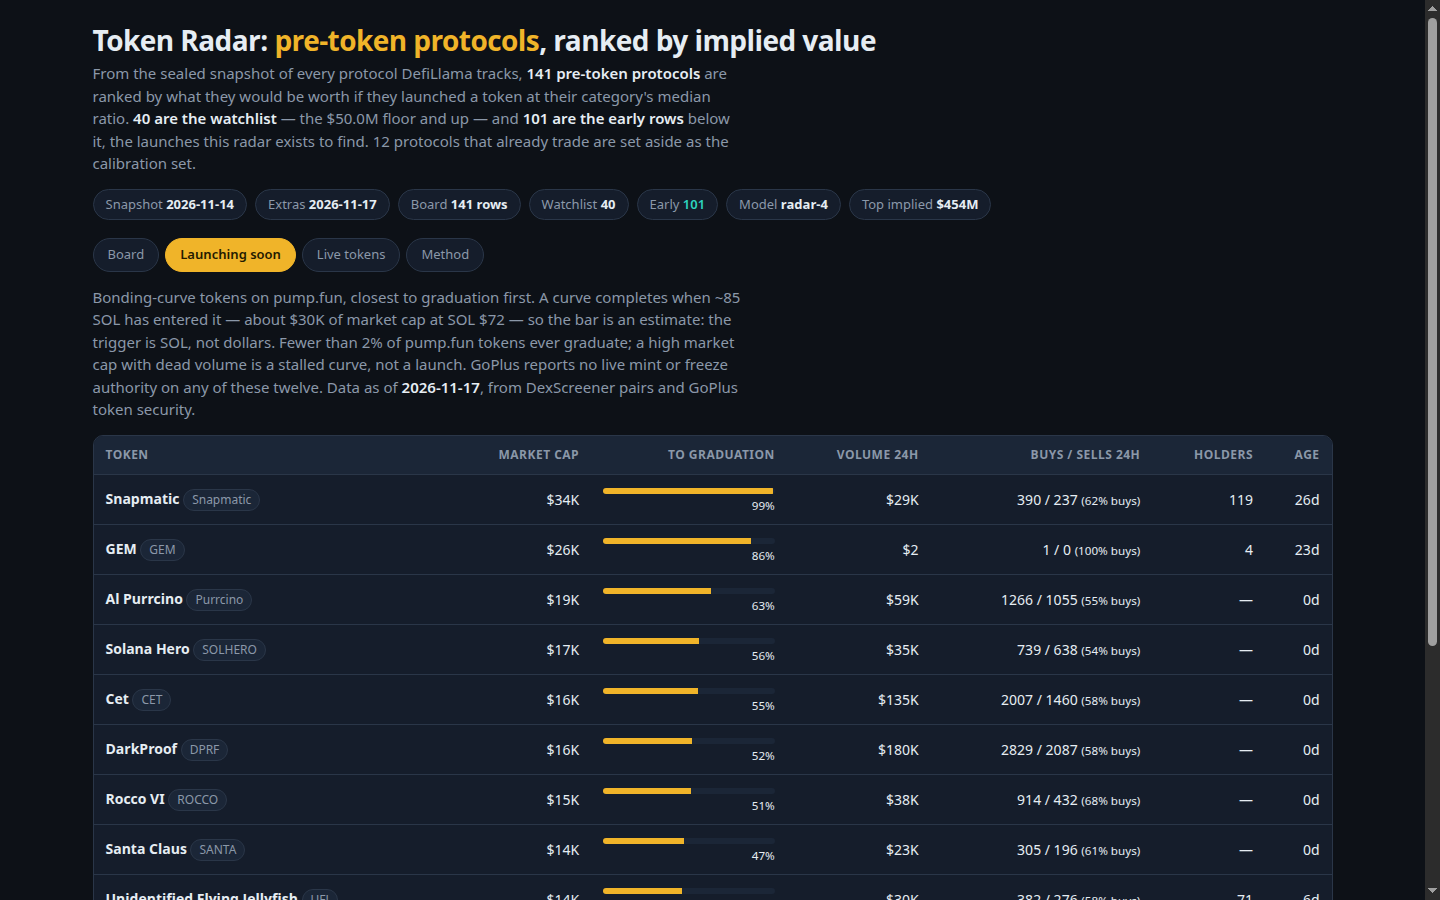 Token Radar: pre-token protocols, ranked by implied value
From the sealed snapshot of every protocol DefiLlama tracks, 141 pre-token protocols are
ranked by what they would be worth if they launched a token at their category's median
ratio. 40 are the watchlist — the $50.0M floor and up — and 101 are the early rows below
it, the launches this radar exists to find. 12 protocols that already trade are set aside as the
calibration set.
Snapshot 2026-11-14 Extras 2026-11-17 Board 141 rows Watchlist 40 Early 101 Model radar-4 Top implied $454M
Board Launching soon Live tokens Method
Bonding-curve tokens on pump.fun, closest to graduation first. A curve completes when ~85
SOL has entered it — about $30K of market cap at SOL $72 — so the bar is an estimate: the
trigger is SOL, not dollars. Fewer than 2% of pump.fun tokens ever graduate; a high market
cap with dead volume is a stalled curve, not a launch. GoPlus reports no live mint or freeze
authority on any of these twelve. Data as of 2026-11-17, from DexScreener pairs and GoPlus
token security.
TOKEN MARKET CAP TO GRADUATION VOLUME 24H BUYS / SELLS 24H HOLDERS AGE
Snapmatic Snapmatic $34K 99% $29K 390 / 237 (62% buys) 119 26d
GEM GEM $26K 86% $2 1 / 0 (100% buys) 4 23d
Al Purrcino Purrcino $19K 63% $59K 1266 / 1055 (55% buys) — 0d
Solana Hero SOLHERO $17K 56% $35K 739 / 638 (54% buys) — 0d
Cet CET $16K 55% $135K 2007 / 1460 (58% buys) — 0d
DarkProof DPRF $16K 52% $180K 2829 / 2087 (58% buys) — 0d
Rocco VI ROCCO $15K 51% $38K 914 / 432 (68% buys) — 0d
Santa Claus SANTA $14K 47% $23K 305 / 196 (61% buys) — 0d
Unidentified Flying Jellyfish UFJ $14K $30K 382 / 276 (58% buys) 71 6d